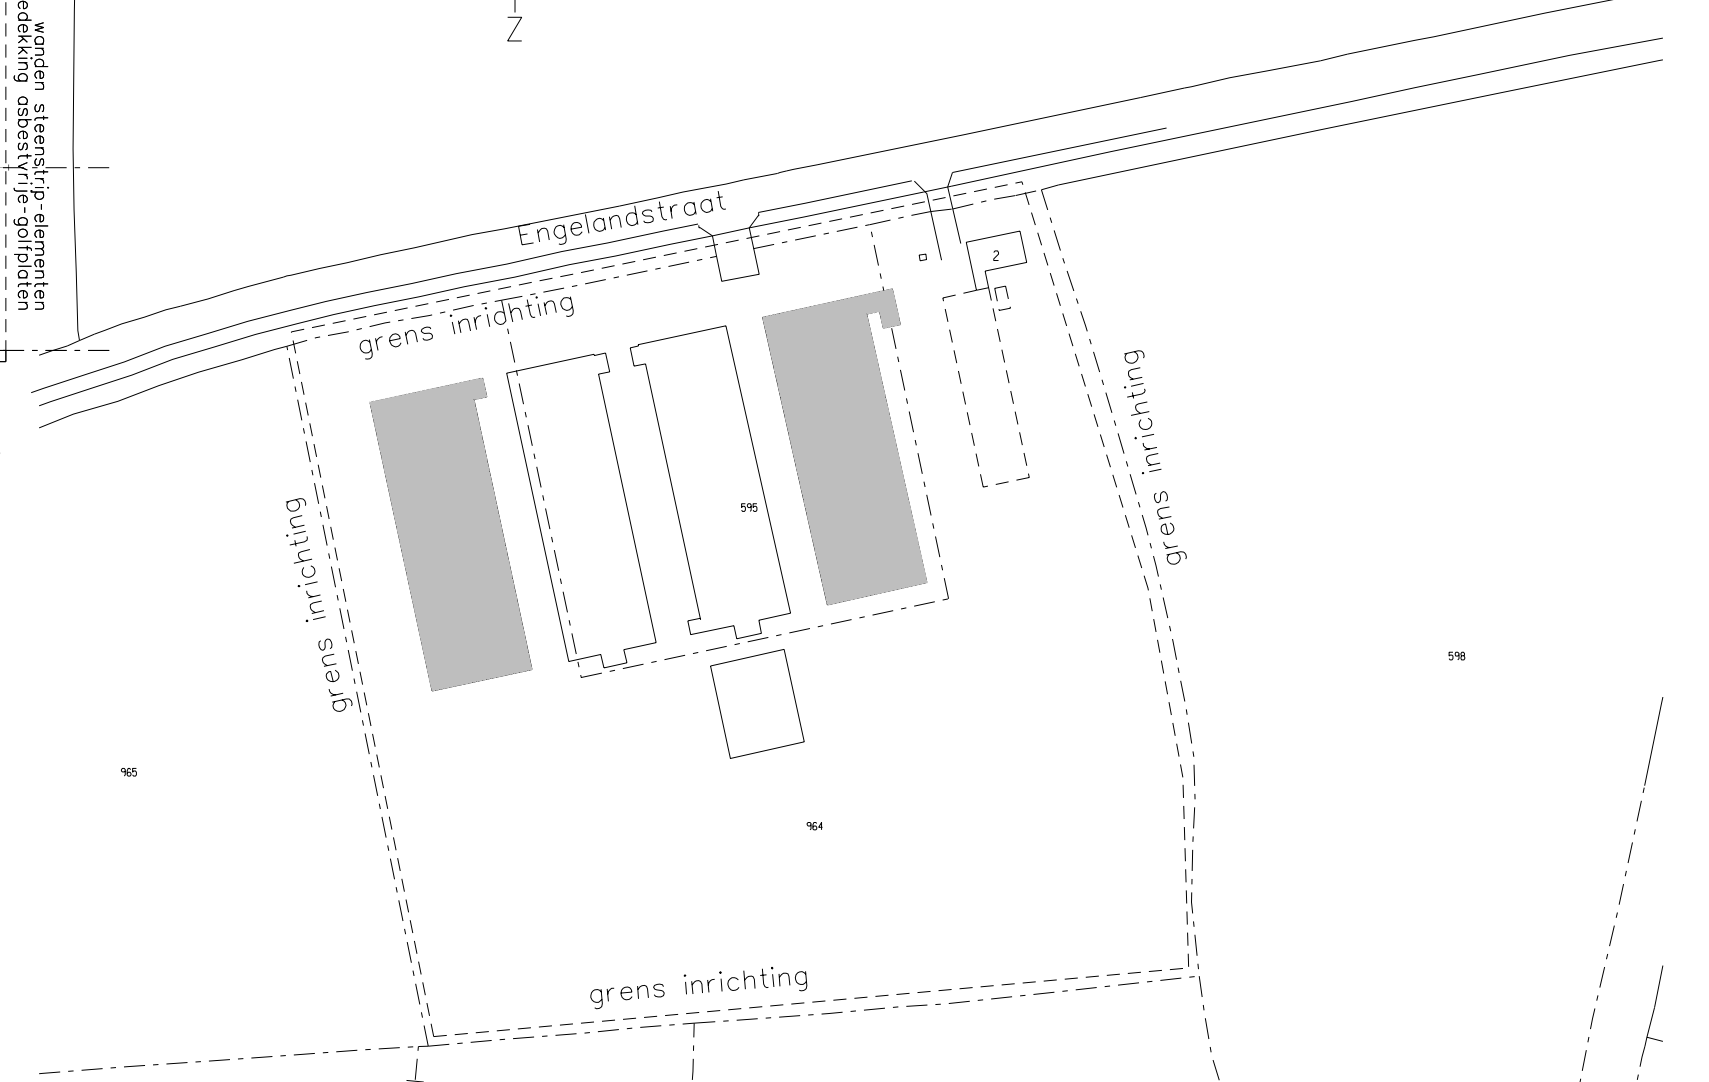 wanden steenstrip-elementen
edekking asbestvrije-golfplaten
Z
Engelandstraat
grens inrichting
2
grens inrichting
grens inrichting
595
598
965
964
grens inrichting